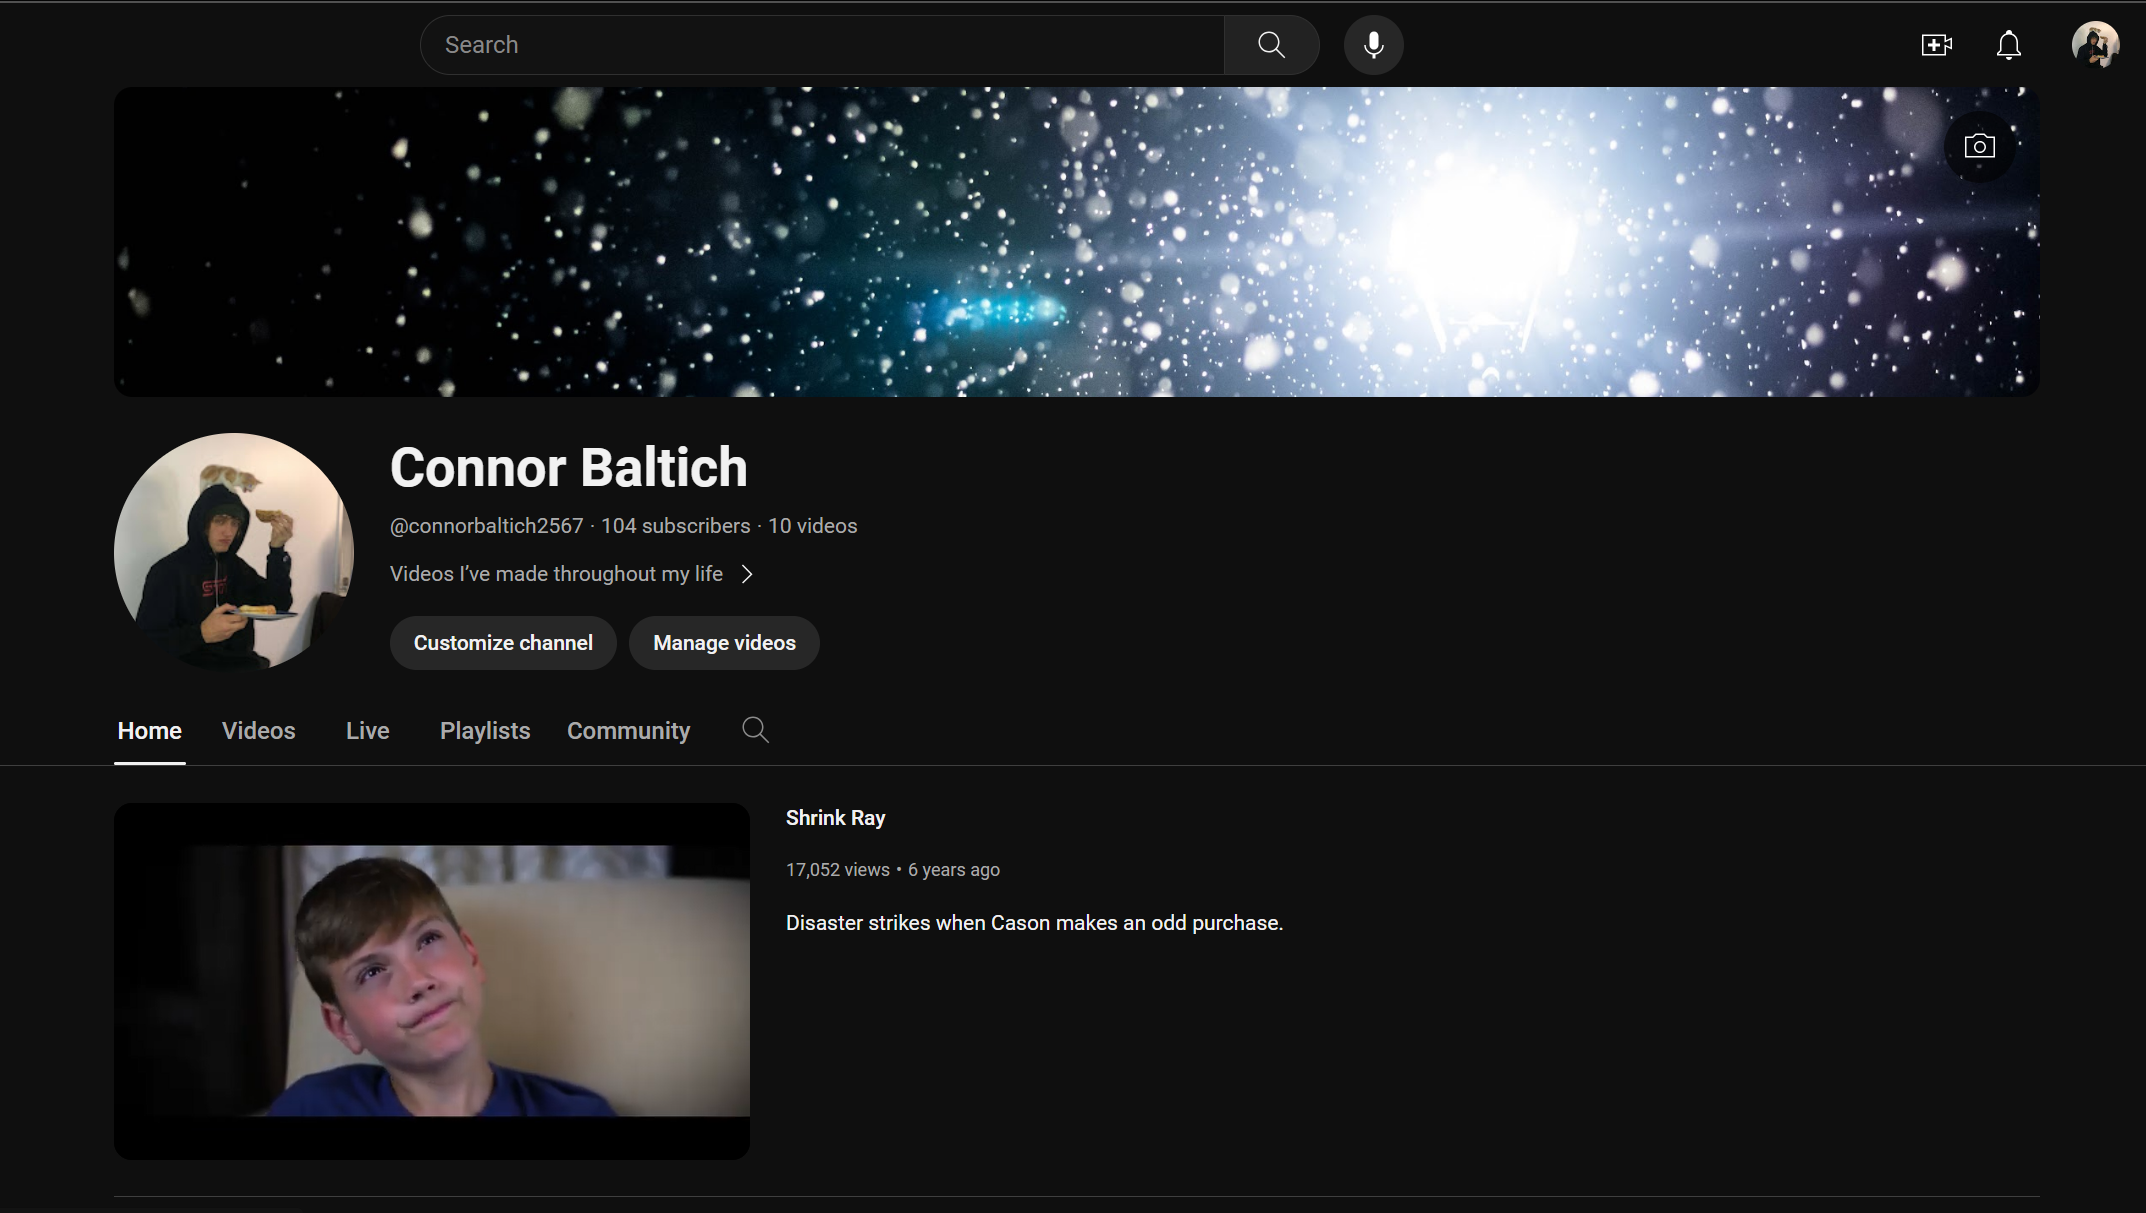 Search
Connor Baltich
@connorbaltich2567 · 104 subscribers · 10 videos
Videos I’ve made throughout my life
Customize channel
Manage videos
Home
Videos
Live
Playlists
Community
Shrink Ray
17,052 views • 6 years ago
Disaster strikes when Cason makes an odd purchase.